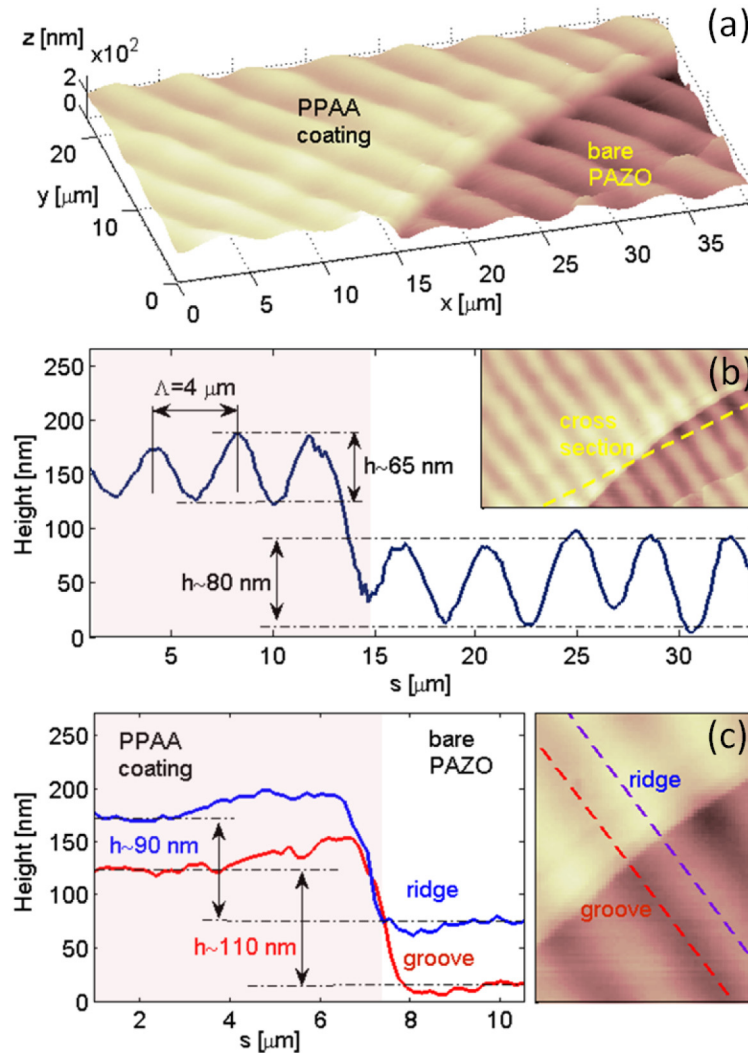 (a)
z [nm]
x10²
2
0
20
10
0
y [μm]
PPAA
coating
bare
PAZO
0
5
10
15
20
25
30
35
x [μm]
(b)
250
200
150
100
50
0
Height [nm]
Λ=4 μm
h~65 nm
h~80 nm
cross
section
5
10
15
20
25
30
s [μm]
(c)
250
200
150
100
50
0
Height [nm]
PPAA
coating
bare
PAZO
h~90 nm
h~110 nm
ridge
groove
2
4
6
8
10
s [μm]
ridge
groove